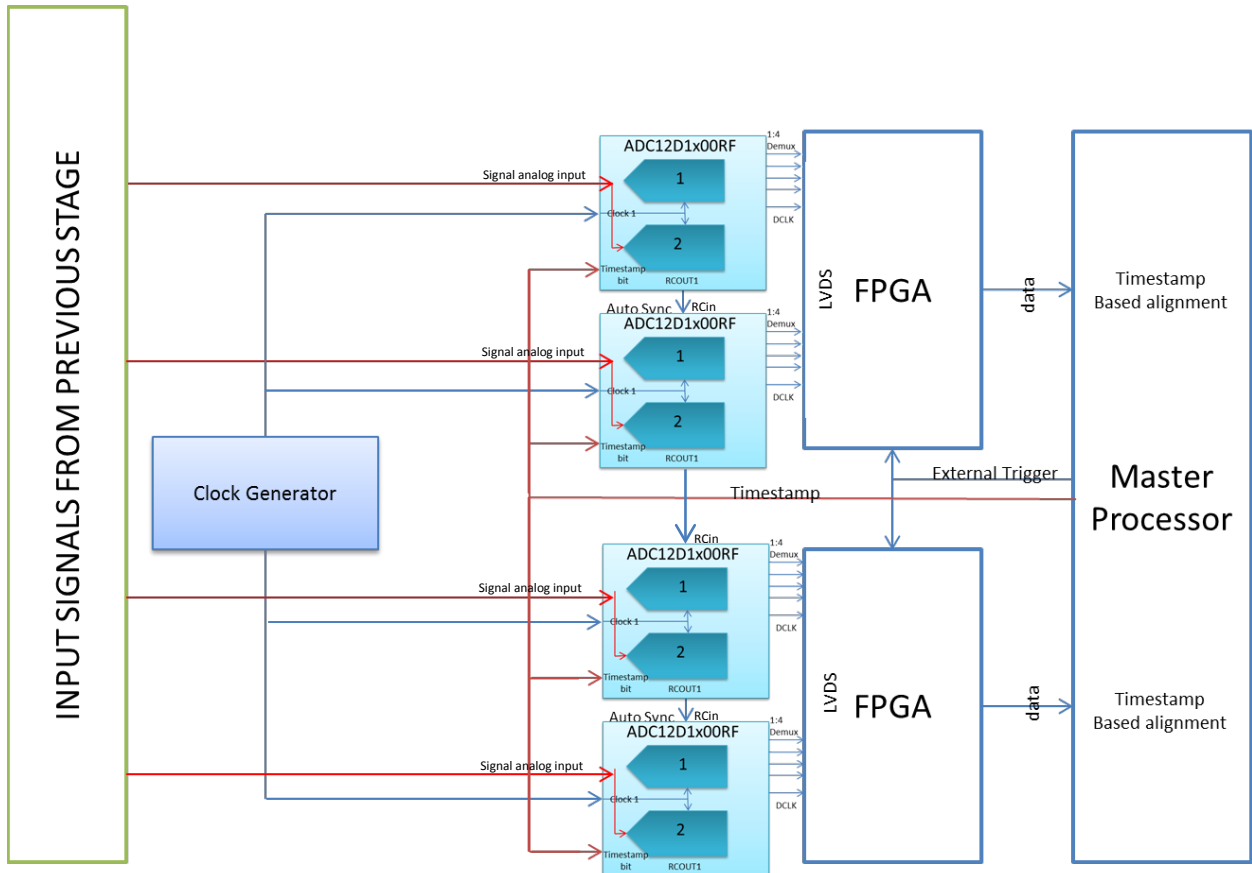 INPUT SIGNALS FROM PREVIOUS STAGE
Clock Generator
Signal analog input
ADC12D1x00RF
1
Clock 1
2
Timestamp
bit
RCOUT1
1:4
Demux
DCLK
Auto Sync
RCin
Signal analog input
ADC12D1x00RF
1
Clock 1
2
Timestamp
bit
RCOUT1
1:4
Demux
DCLK
LVDS
FPGA
data
Timestamp
Based alignment
External Trigger
Timestamp
Master
Processor
RCin
Signal analog input
ADC12D1x00RF
1
Clock 1
2
Timestamp
bit
RCOUT1
1:4
Demux
DCLK
Auto Sync
RCin
Signal analog input
ADC12D1x00RF
1
Clock 1
2
Timestamp
bit
RCOUT1
1:4
Demux
DCLK
LVDS
FPGA
data
Timestamp
Based alignment